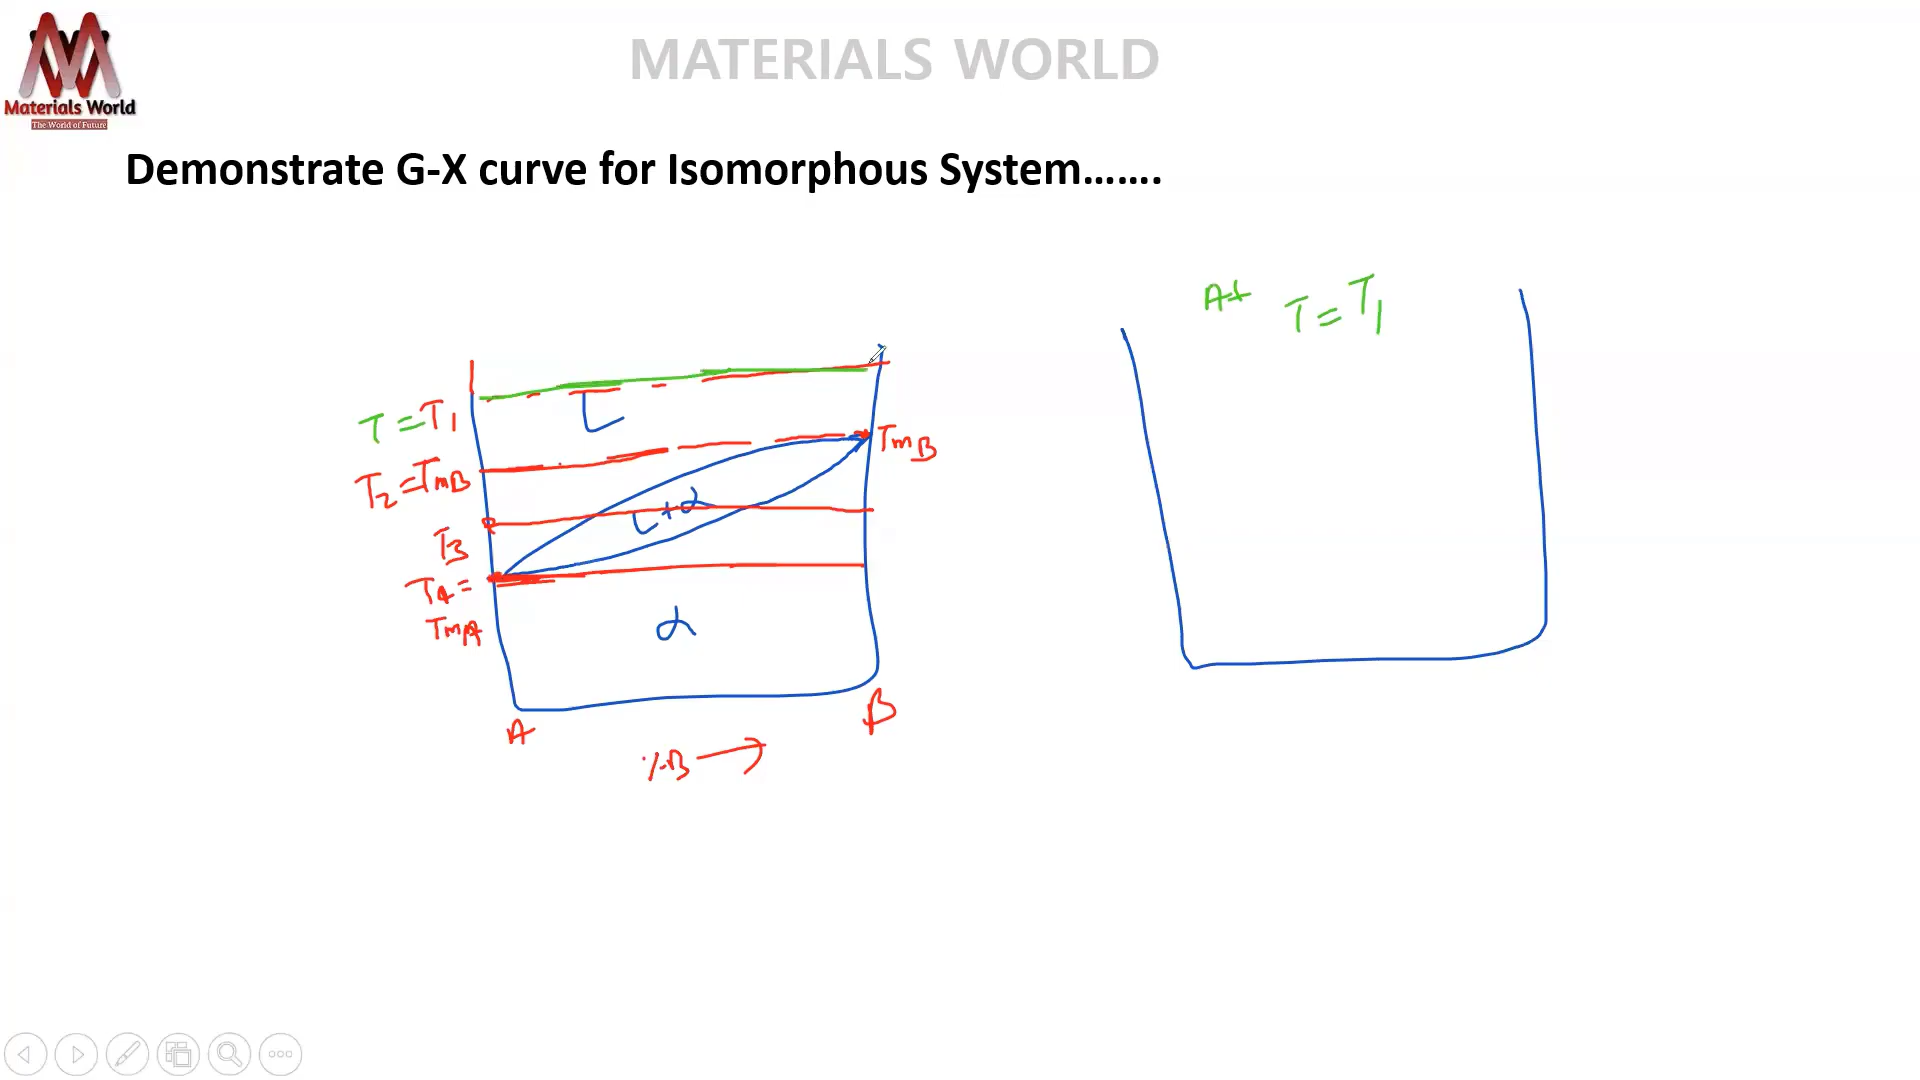 MATERIALS WORLD
Materials World
The World of Future
Demonstrate G-X curve for Isomorphous System.......
At T = T1
T = T1
L
T2 = TmB
TmB
L+α
T3
T4 =
TmA
α
A
B
%B →